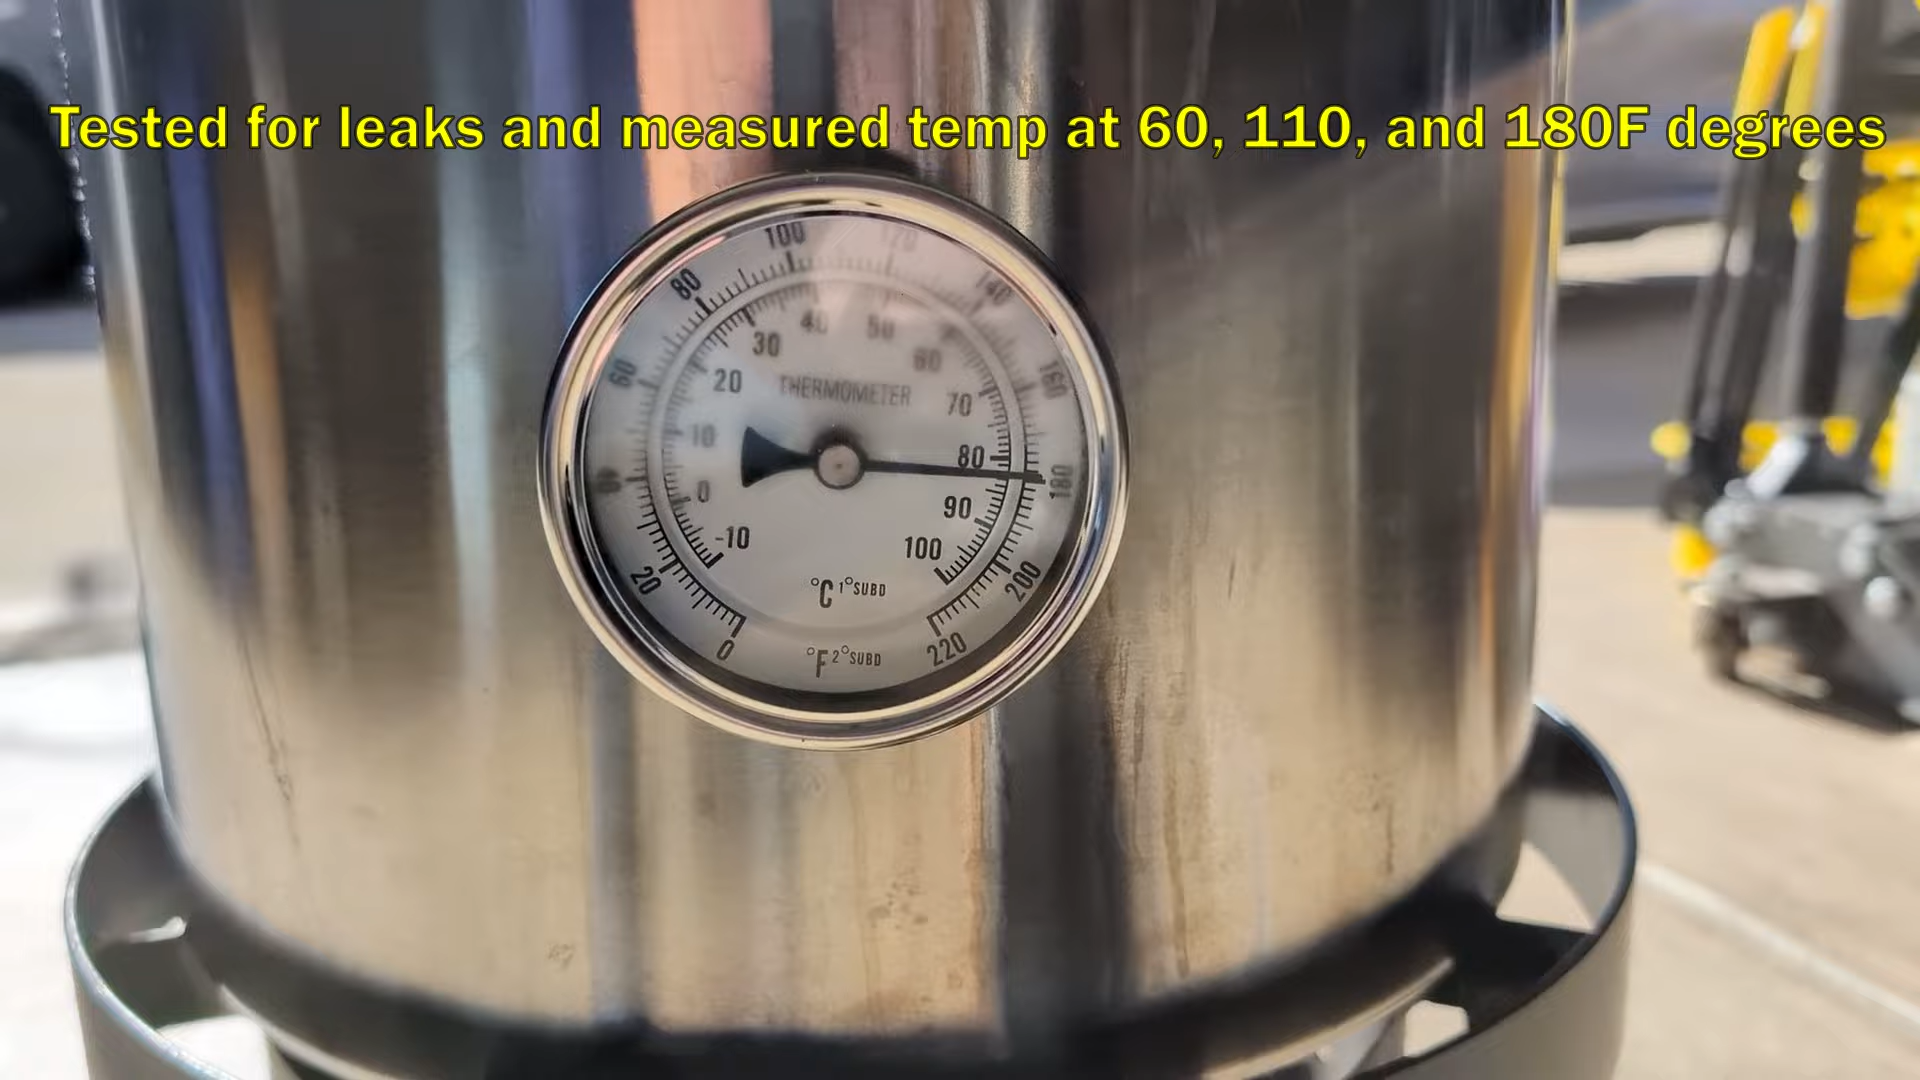 Tested for leaks and measured temp at 60, 110, and 180F degrees
100 120
80 140
40 50
30 60
60 160
20 THERMOMETER 70
10 80
40 180
0 90
-10 100
20 °C 1°SUBD 200
0 °F 2°SUBD 220